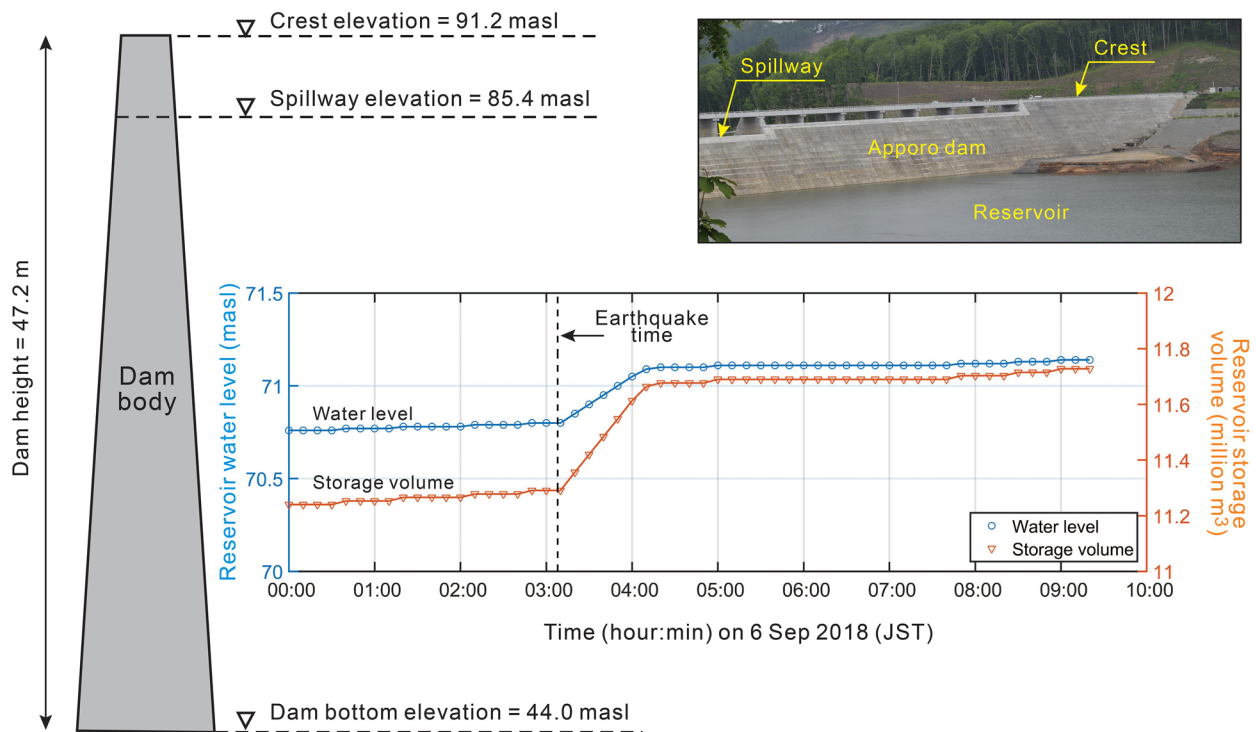 Crest elevation = 91.2 masl
Spillway elevation = 85.4 masl
Dam height = 47.2 m
Dam
body
Dam bottom elevation = 44.0 masl
Spillway
Crest
Apporo dam
Reservoir
Reservoir water level (masl)
71.5
71
70.5
70
Earthquake
time
Water level
Storage volume
Water level
Storage volume
12
11.8
11.6
11.4
11.2
11
Reservoir storage
volume (million m³)
00:00 01:00 02:00 03:00 04:00 05:00 06:00 07:00 08:00 09:00 10:00
Time (hour:min) on 6 Sep 2018 (JST)